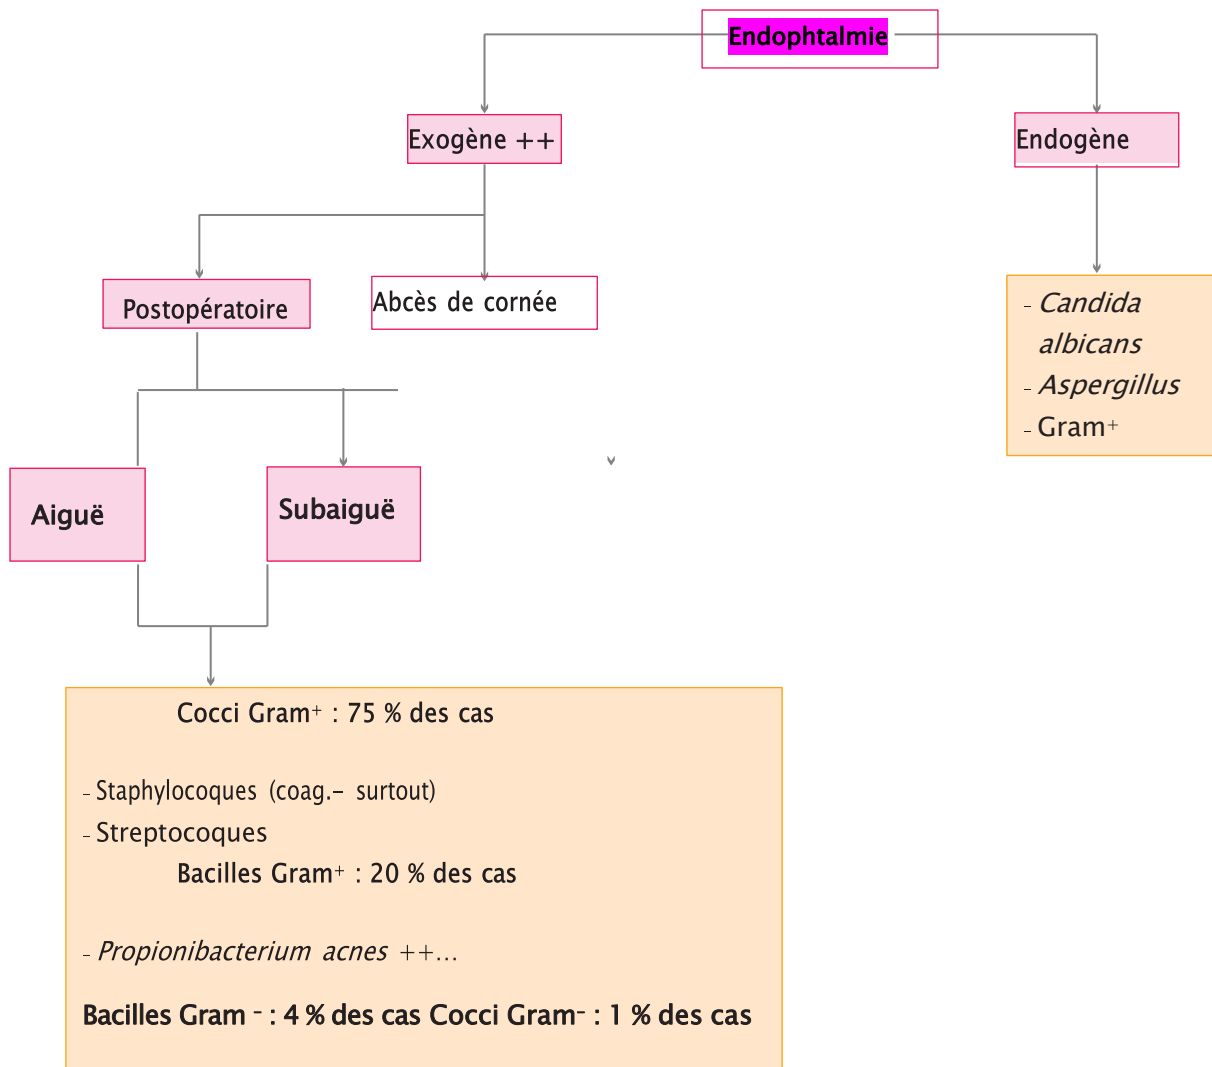 Endophtalmie
Exogène ++
Endogène
Postopératoire
Abcès de cornée
- Candida
albicans
- Aspergillus
- Gram+
Aiguë
Subaiguë
Cocci Gram+ : 75 % des cas
- Staphylocoques (coag.– surtout)
- Streptocoques
Bacilles Gram+ : 20 % des cas
- Propionibacterium acnes ++...
Bacilles Gram - : 4 % des cas Cocci Gram- : 1 % des cas